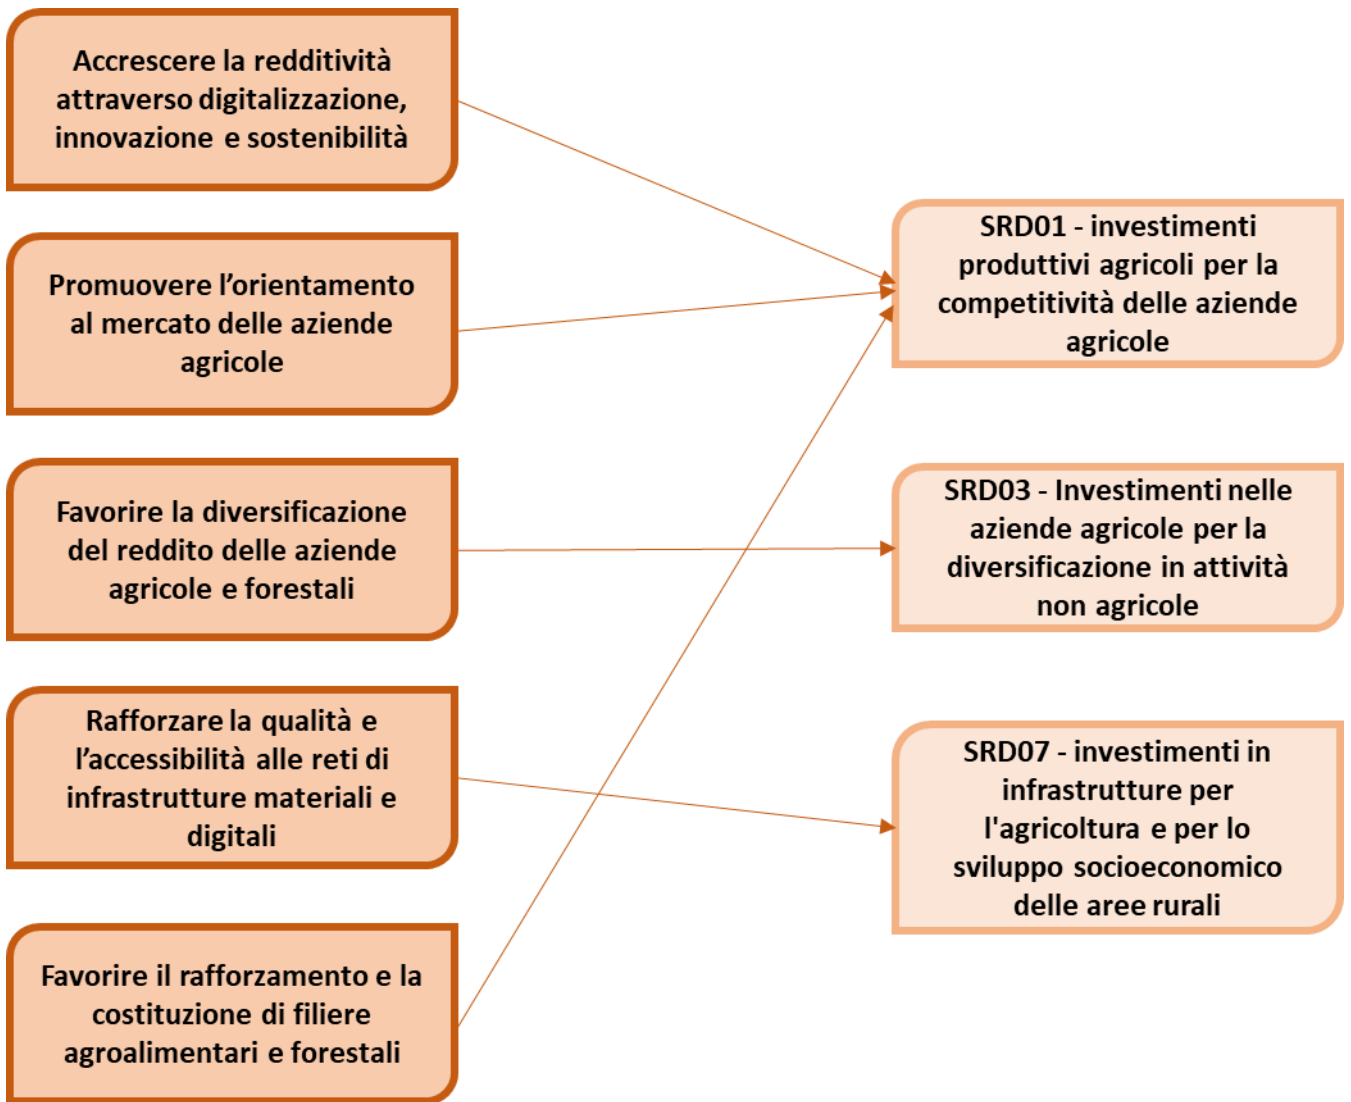 Accrescere la redditività
attraverso digitalizzazione,
innovazione e sostenibilità
Promuovere l'orientamento
al mercato delle aziende
agricole
Favorire la diversificazione
del reddito delle aziende
agricole e forestali
Rafforzare la qualità e
l'accessibilità alle reti di
infrastrutture materiali e
digitali
Favorire il rafforzamento e la
costituzione di filiere
agroalimentari e forestali
SRD01 - investimenti
produttivi agricoli per la
competitività delle aziende
agricole
SRD03 - Investimenti nelle
aziende agricole per la
diversificazione in attività
non agricole
SRD07 - investimenti in
infrastrutture per
l'agricoltura e per lo
sviluppo socioeconomico
delle aree rurali